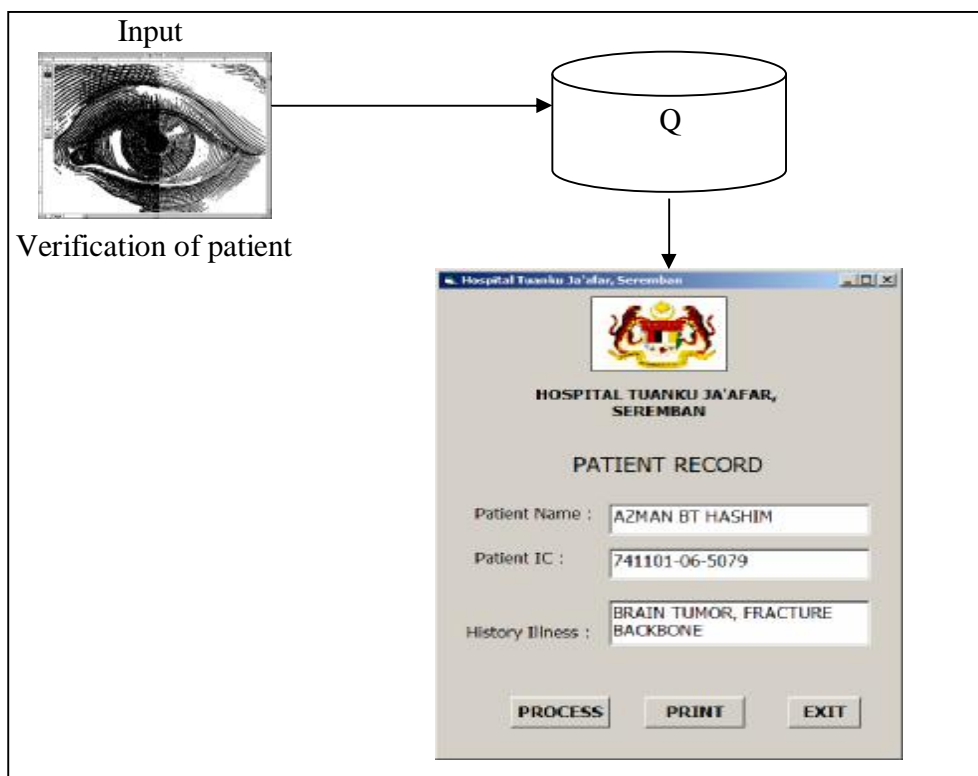 Input
Q
Verification of patient
Hospital Tuanku Ja'afar, Seremban
HOSPITAL TUANKU JA'AFAR,
SEREMBAN
PATIENT RECORD
Patient Name :
AZMAN BT HASHIM
Patient IC :
741101-06-5079
History Illness :
BRAIN TUMOR, FRACTURE
BACKBONE
PROCESS
PRINT
EXIT